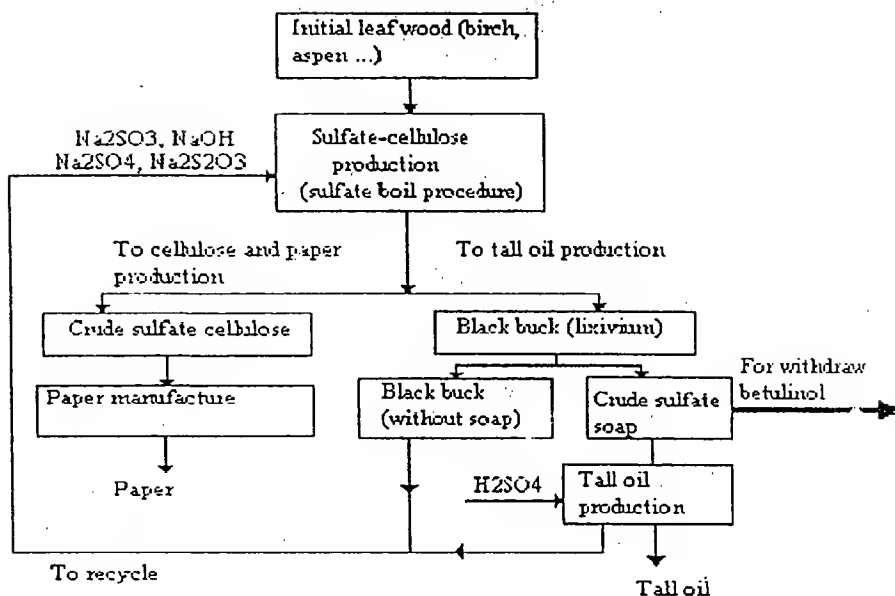 Initial leaf wood (birch,
aspen ...)
Na2SO3, NaOH
Na2SO4, Na2S2O3
Sulfate-cellulose
production
(sulfate boil procedure)
To cellulose and paper
production
To tall oil production
Crude sulfate cellulose
Black buck (lixivium)
Paper manufacture
Black buck
(without soap)
Crude sulfate
soap
For withdraw
betulinol
Paper
H2SO4
Tall oil
production
To recycle
Tall oil